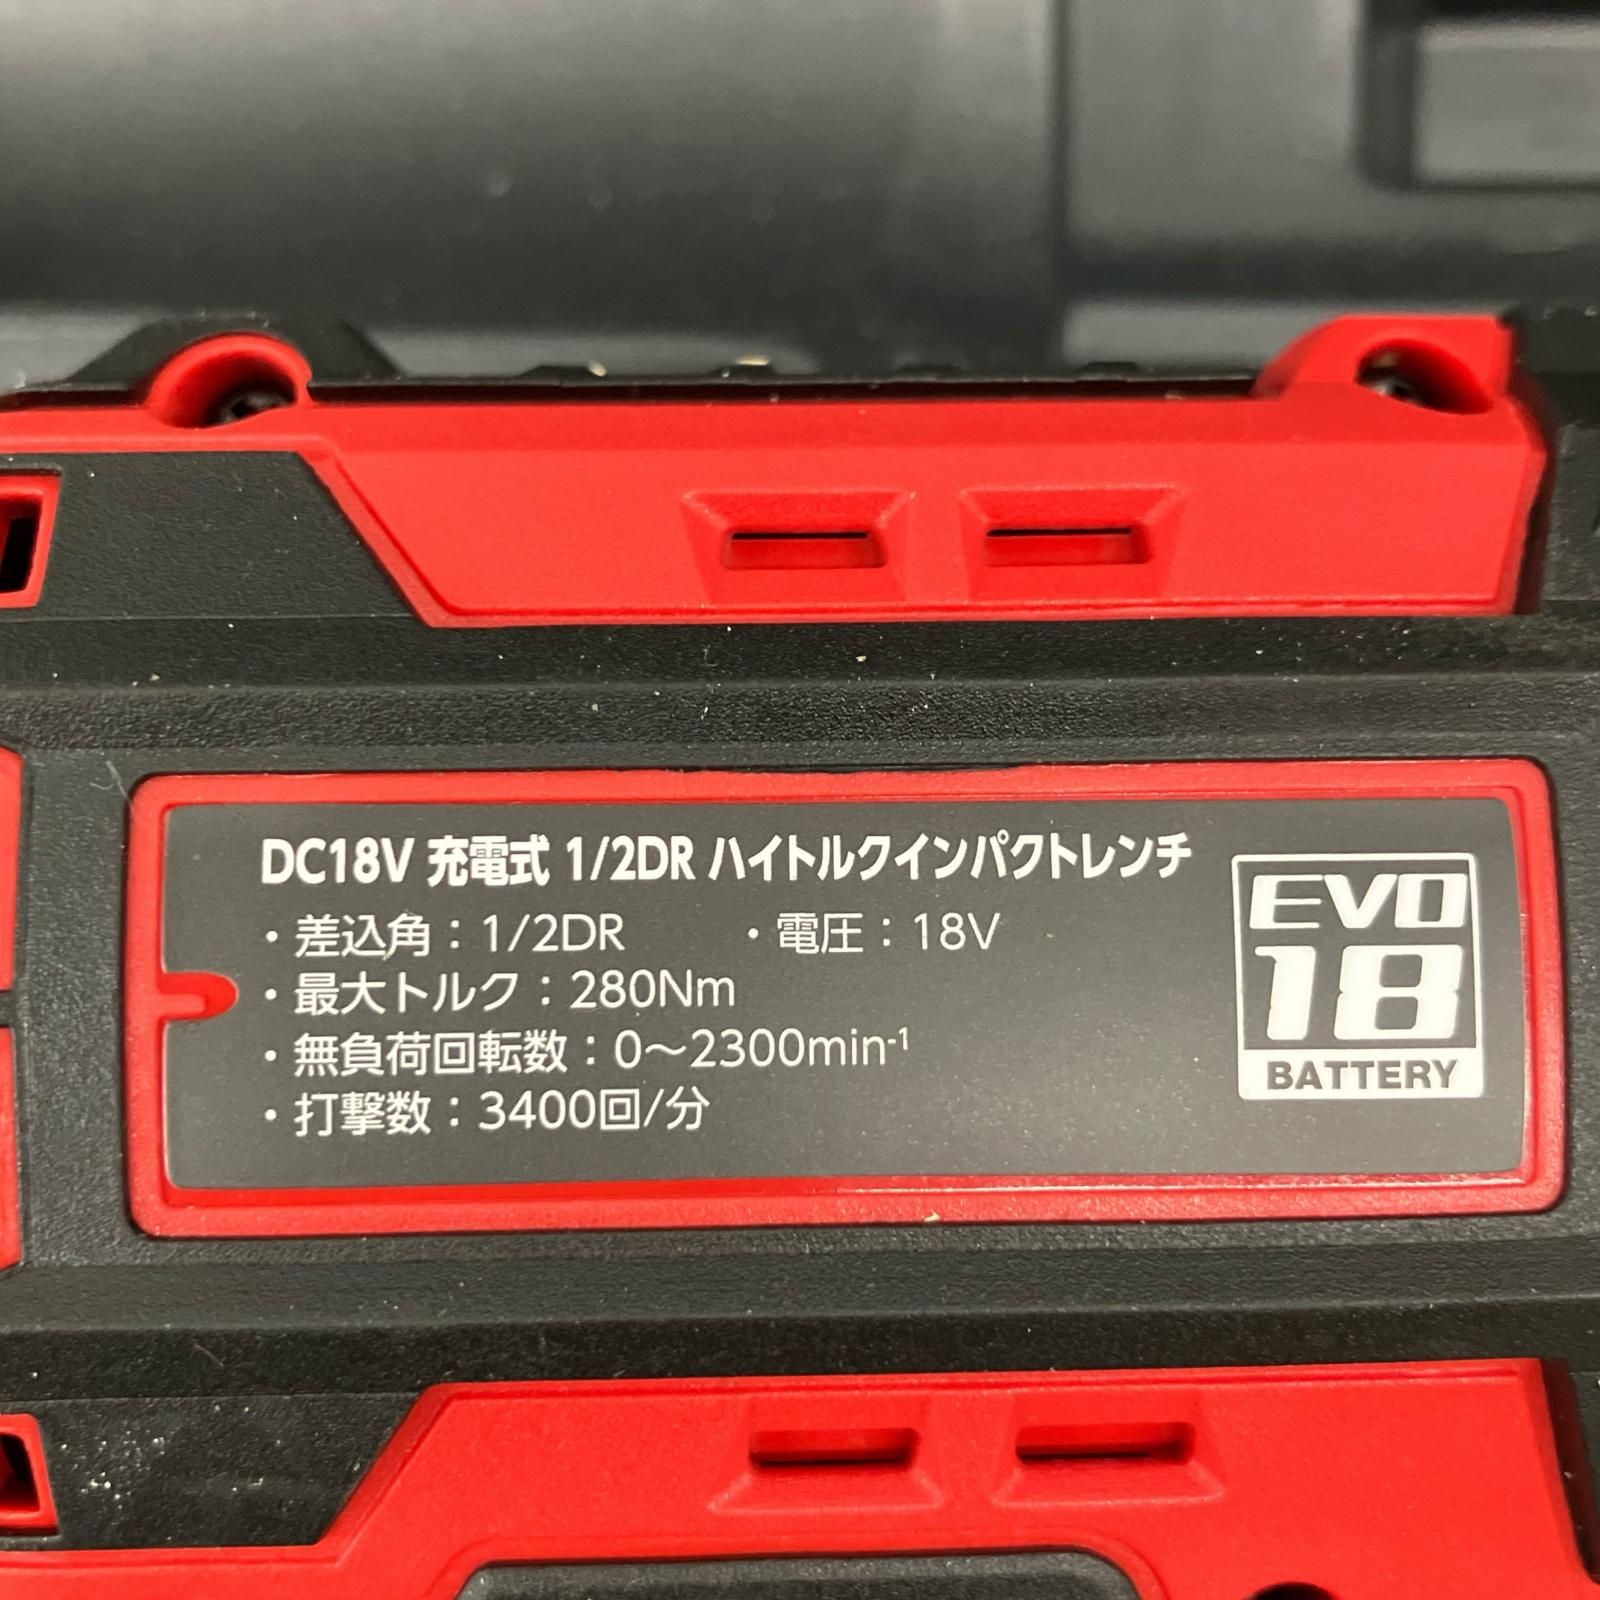 DC18V 充電式 1/2DR ハイトルクインパクトレンチ
・差込角：1/2DR ・電圧：18V
・最大トルク：280Nm
・無負荷回転数：0～2300min⁻¹
・打撃数：3400回/分
EVO
18
BATTERY